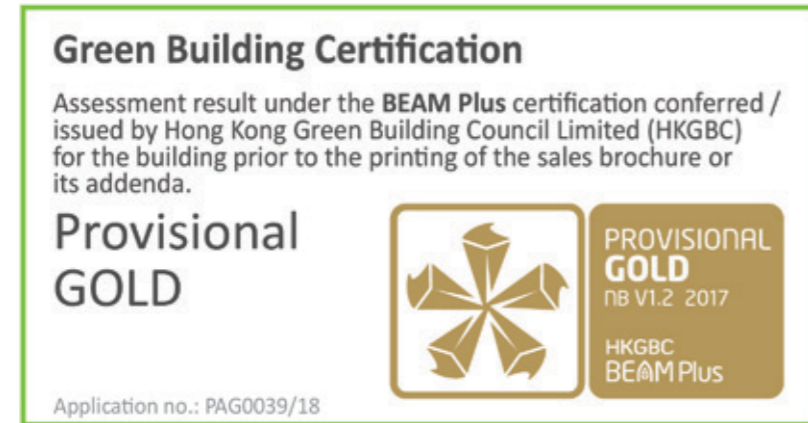 Green Building Certification
Assessment result under the BEAM Plus certification conferred /
issued by Hong Kong Green Building Council Limited (HKGBC)
for the building prior to the printing of the sales brochure or
its addenda.
Provisional
GOLD
PROVISIONAL
GOLD
NB V1.2 2017
HKGBC
BEAM Plus
Application no.: PAG0039/18